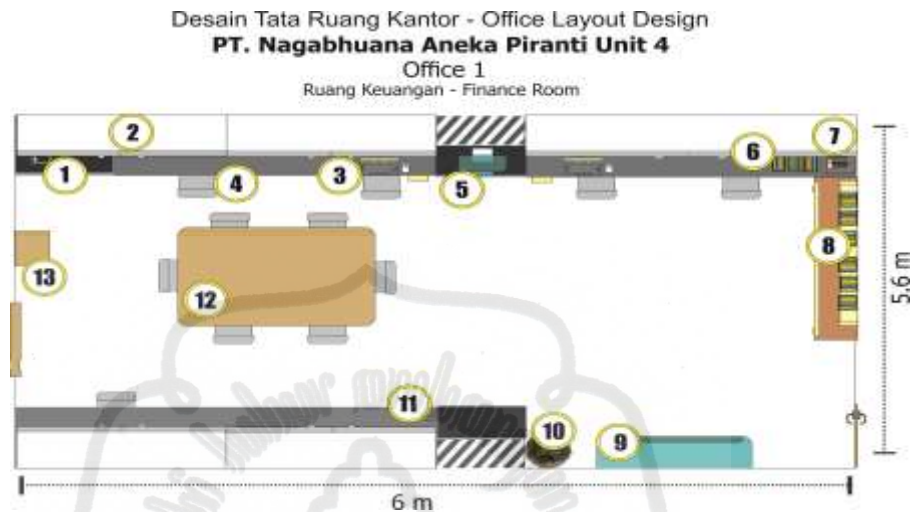 Desain Tata Ruang Kantor - Office Layout Design
PT. Nagabhuana Aneka Piranti Unit 4
Office 1
Ruang Keuangan - Finance Room
2
7
6
1
4
3
5
8
13
12
5,6 m
11
10
9
6 m